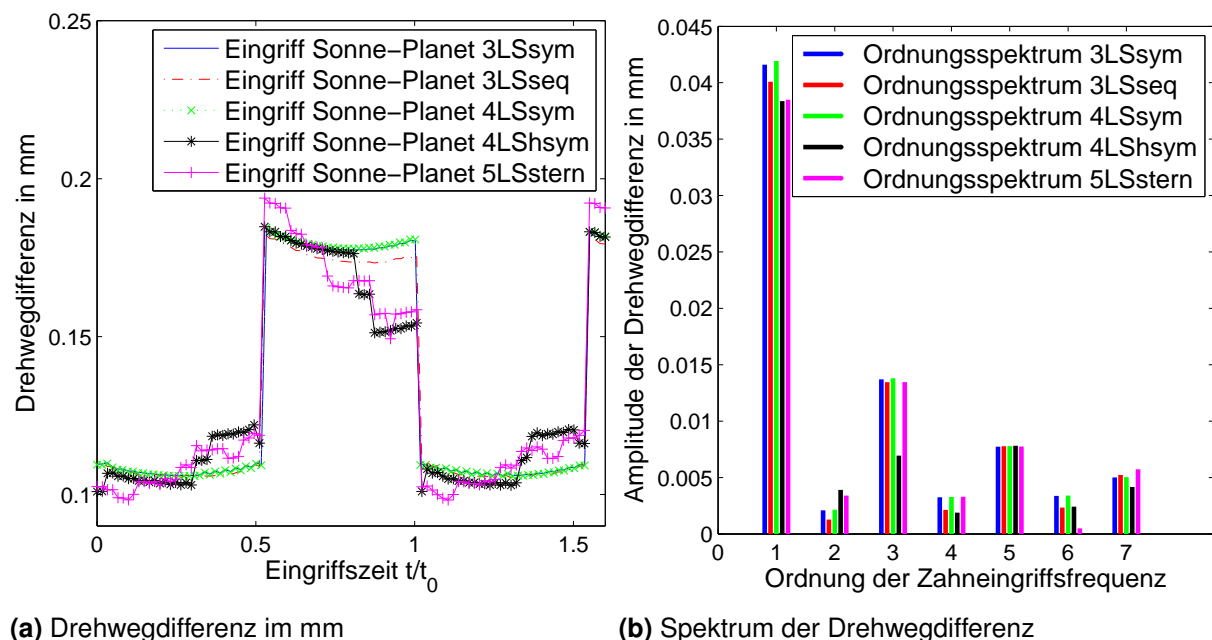 0.25
0.2
0.15
0.1
Drehwegdifferenz in mm
Eingriff Sonne−Planet 3LSsym
Eingriff Sonne−Planet 3LSseq
Eingriff Sonne−Planet 4LSsym
Eingriff Sonne−Planet 4LShsym
Eingriff Sonne−Planet 5LSstern
0 0.5 1 1.5
Eingriffszeit t/t0
(a) Drehwegdifferenz im mm
0.045
0.04
0.035
0.03
0.025
0.02
0.015
0.01
0.005
0
Amplitude der Drehwegdifferenz in mm
Ordnungsspektrum 3LSsym
Ordnungsspektrum 3LSseq
Ordnungsspektrum 4LSsym
Ordnungsspektrum 4LShsym
Ordnungsspektrum 5LSstern
0 1 2 3 4 5 6 7
Ordnung der Zahneingriffsfrequenz
(b) Spektrum der Drehwegdifferenz